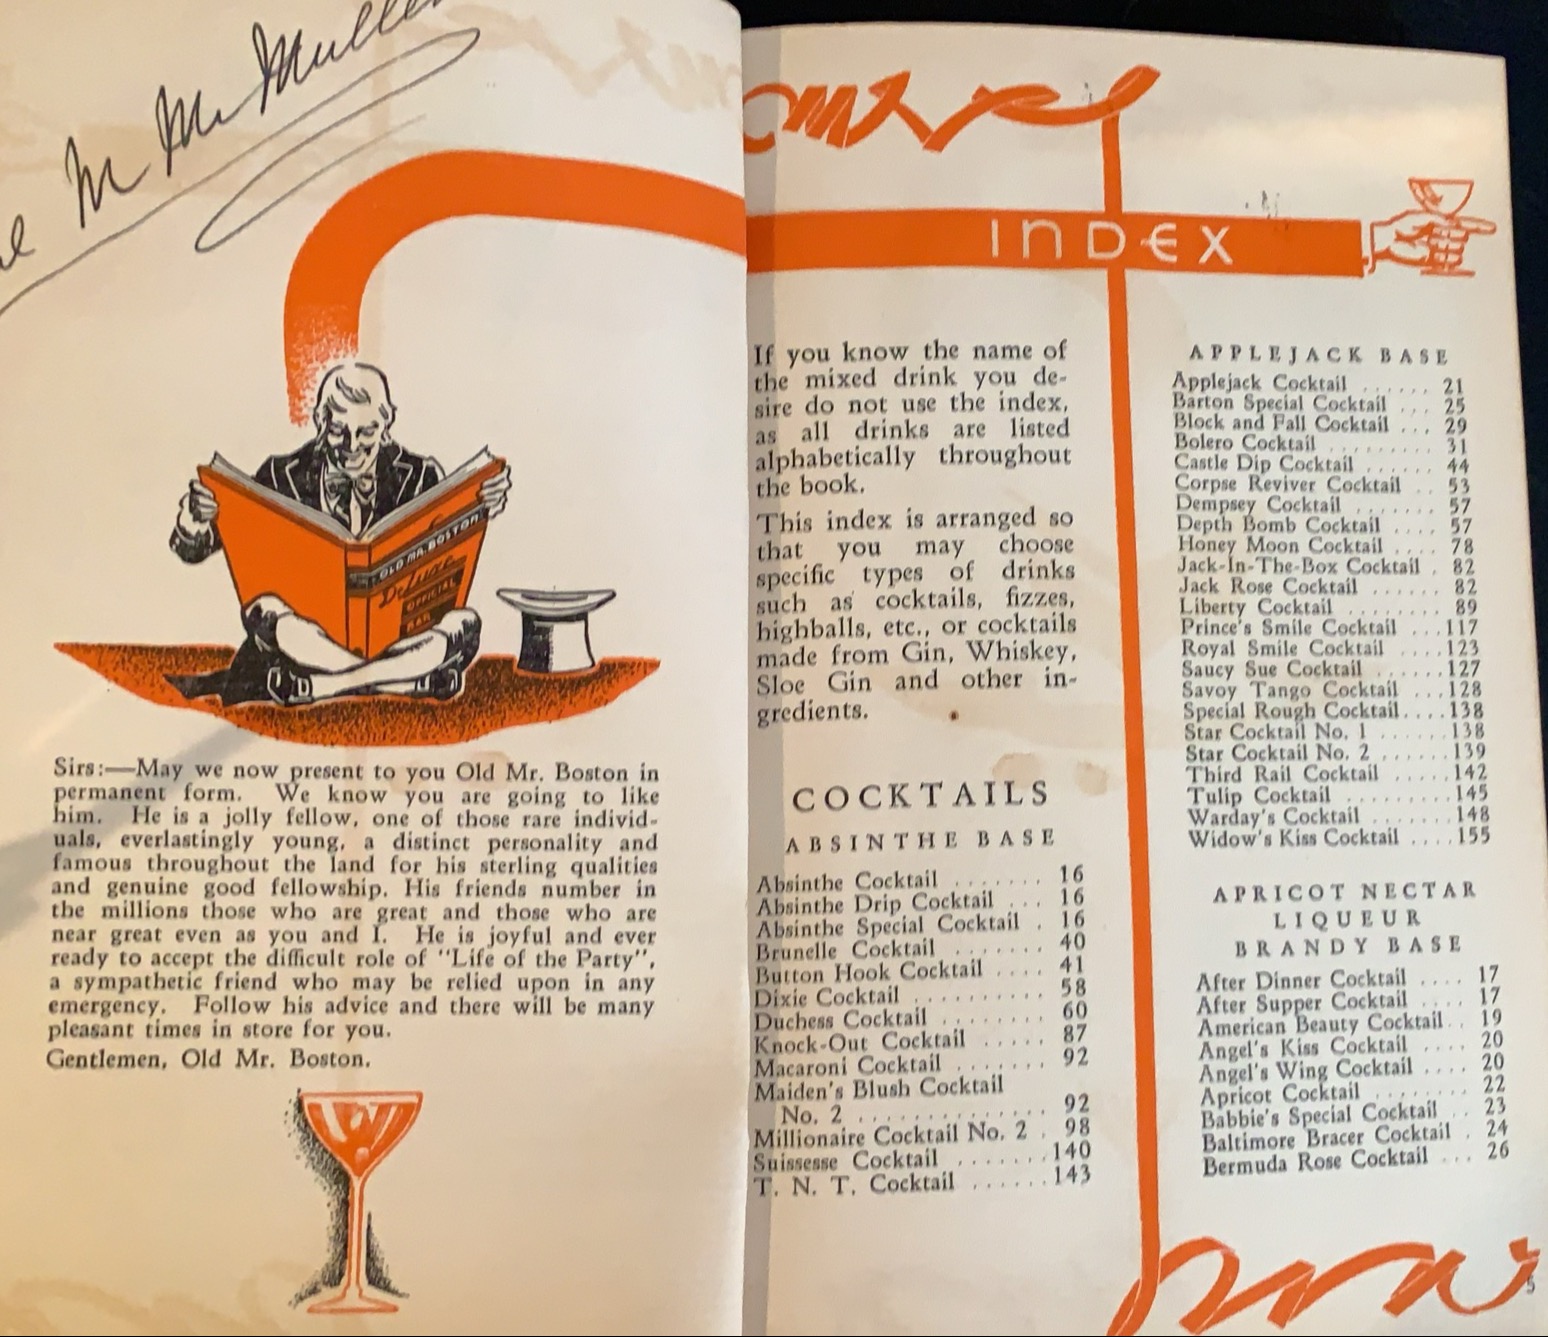 M McMullen
OLD MR. BOSTON
DeLuxe
OFFICIAL
BAR
Sirs:—May we now present to you Old Mr. Boston in
permanent form. We know you are going to like
him. He is a jolly fellow, one of those rare individ-
uals, everlastingly young, a distinct personality and
famous throughout the land for his sterling qualities
and genuine good fellowship. His friends number in
the millions those who are great and those who are
near great even as you and I. He is joyful and ever
ready to accept the difficult role of "Life of the Party",
a sympathetic friend who may be relied upon in any
emergency. Follow his advice and there will be many
pleasant times in store for you.
Gentlemen, Old Mr. Boston.
INDEX
If you know the name of
the mixed drink you de-
sire do not use the index,
as all drinks are listed
alphabetically throughout
the book.
This index is arranged so
that you may choose
specific types of drinks
such as cocktails, fizzes,
highballs, etc., or cocktails
made from Gin, Whiskey,
Sloe Gin and other in-
gredients.
COCKTAILS
ABSINTHE BASE
Absinthe Cocktail ....... 16
Absinthe Drip Cocktail ... 16
Absinthe Special Cocktail . 16
Brunelle Cocktail ....... 40
Button Hook Cocktail .... 41
Dixie Cocktail .......... 58
Duchess Cocktail ........ 60
Knock-Out Cocktail ..... 87
Macaroni Cocktail ....... 92
Maiden's Blush Cocktail
No. 2 .............. 92
Millionaire Cocktail No. 2 . 98
Suissesse Cocktail .......140
T. N. T. Cocktail ......143
APPLEJACK BASE
Applejack Cocktail ...... 21
Barton Special Cocktail ... 25
Block and Fall Cocktail ... 29
Bolero Cocktail ......... 31
Castle Dip Cocktail ...... 44
Corpse Reviver Cocktail .. 53
Dempsey Cocktail ....... 57
Depth Bomb Cocktail .... 57
Honey Moon Cocktail .... 78
Jack-In-The-Box Cocktail . 82
Jack Rose Cocktail ...... 82
Liberty Cocktail ........ 89
Prince's Smile Cocktail ...117
Royal Smile Cocktail ....123
Saucy Sue Cocktail ......127
Savoy Tango Cocktail ...128
Special Rough Cocktail....138
Star Cocktail No. 1 ......138
Star Cocktail No. 2 ......139
Third Rail Cocktail .....142
Tulip Cocktail .........145
Warday's Cocktail .......148
Widow's Kiss Cocktail ....155
APRICOT NECTAR
LIQUEUR
BRANDY BASE
After Dinner Cocktail .... 17
After Supper Cocktail .... 17
American Beauty Cocktail.. 19
Angel's Kiss Cocktail .... 20
Angel's Wing Cocktail .... 20
Apricot Cocktail ........ 22
Babbie's Special Cocktail .. 23
Baltimore Bracer Cocktail . 24
Bermuda Rose Cocktail ... 26
5